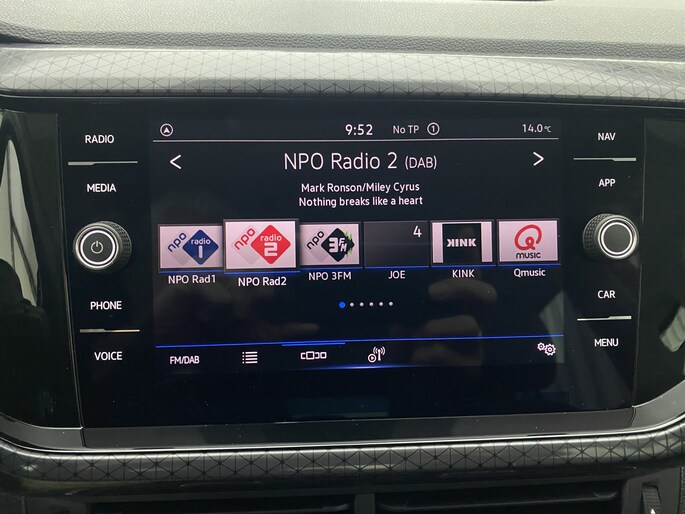 RADIO
MEDIA
PHONE
VOICE
9:52 No TP 1 14.0°C
< NPO Radio 2 (DAB) >
Mark Ronson/Miley Cyrus
Nothing breaks like a heart
npo radio 1
npo radio 2
npo 3FM
4
KINK
Q MUSIC
NPO Rad1
NPO Rad2
NPO 3FM
JOE
KINK
Qmusic
FM/DAB
NAV
APP
CAR
MENU